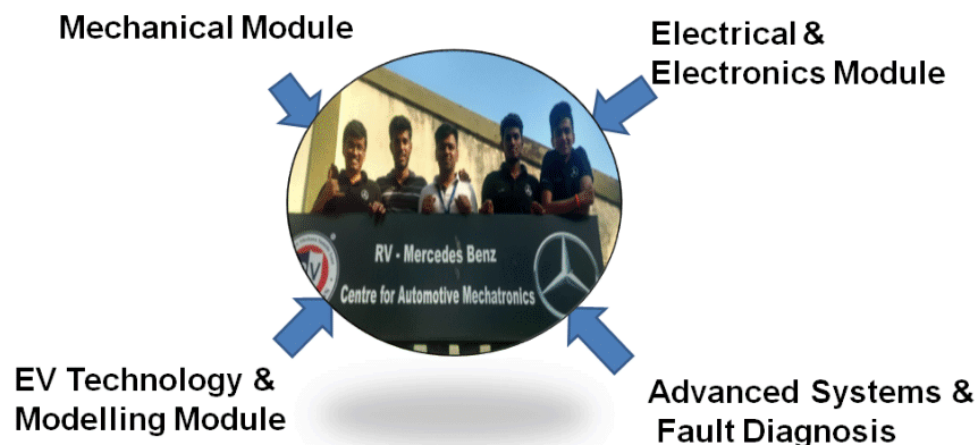 Mechanical Module
Electrical &
Electronics Module
RV - Mercedes Benz
Centre for Automotive Mechatronics
EV Technology &
Modelling Module
Advanced Systems &
Fault Diagnosis